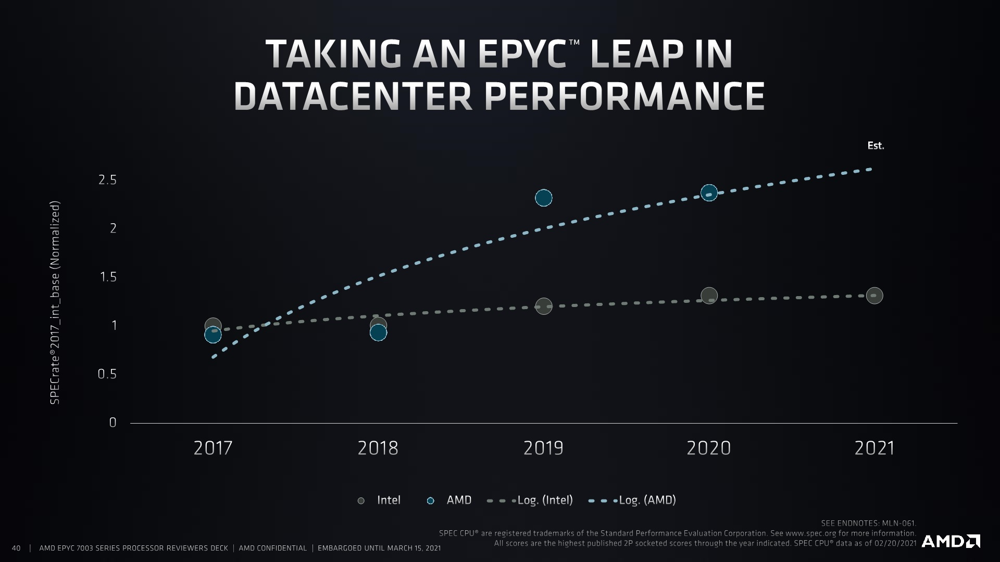 TAKING AN EPYC™ LEAP IN
DATACENTER PERFORMANCE
Est.
SPECrate®2017_int_base (Normalized)
2.5
2
1.5
1
0.5
0
2017 2018 2019 2020 2021
Intel AMD Log. (Intel) Log. (AMD)
SEE ENDNOTES: MLN-061.
SPEC CPU® are registered trademarks of the Standard Performance Evaluation Corporation. See www.spec.org for more information.
All scores are the highest published 2P socketed scores through the year indicated. SPEC CPU® data as of 02/20/2021
40 | AMD EPYC 7003 SERIES PROCESSOR REVIEWERS DECK | AMD CONFIDENTIAL | EMBARGOED UNTIL MARCH 15, 2021
AMD